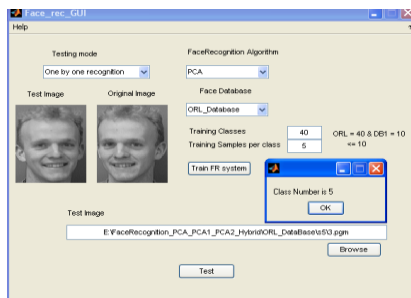 Face_rec_GUI
Help
Testing mode
FaceRecognition Algorithm
One by one recognition
PCA
Test Image
Original Image
Face Database
ORL_Database
Training Classes
40
ORL = 40 & DB1 = 10
Training Samples per class
5
<= 10
Train FR system
Class Number is 5
OK
Test Image
E:\FaceRecognition_PCA_PCA1_PCA2_Hybrid\ORL_DataBase\s5\3.pgm
Browse
Test